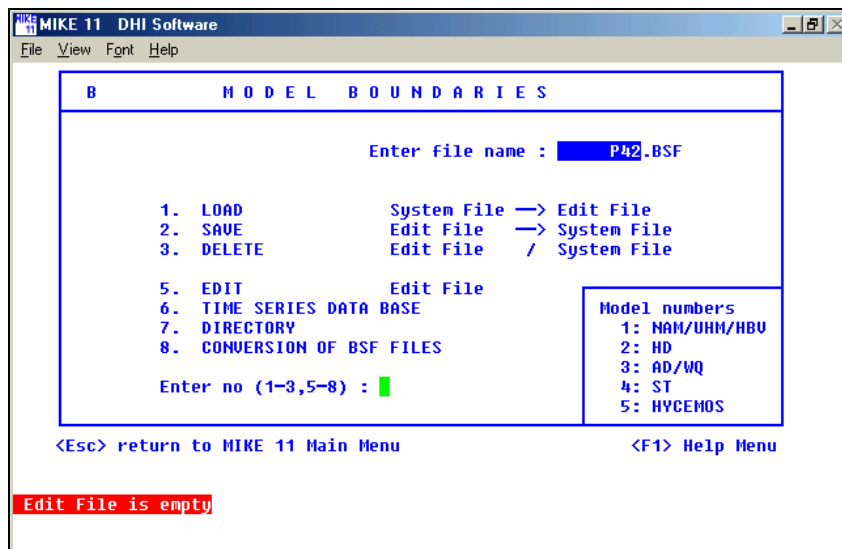 MIKE 11
MIKE 11 DHI Software
File View Font Help
B MODEL BOUNDARIES
Enter file name : P42.BSF
1. LOAD System File —> Edit File
2. SAVE Edit File —> System File
3. DELETE Edit File / System File
5. EDIT Edit File
6. TIME SERIES DATA BASE
7. DIRECTORY
8. CONVERSION OF BSF FILES
Enter no (1-3,5-8) :
Model numbers
1: NAM/UHM/HBV
2: HD
3: AD/WQ
4: ST
5: HYCEMOS
<Esc> return to MIKE 11 Main Menu <F1> Help Menu
Edit File is empty